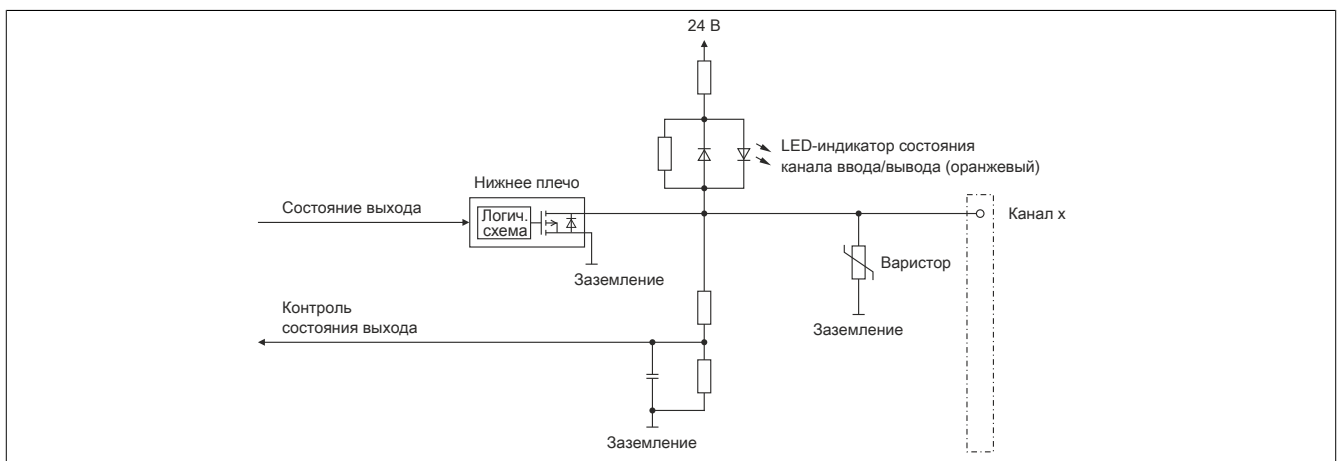 24 В
LED-индикатор состояния
канала ввода/вывода (оранжевый)
Нижнее плечо
Состояние выхода
Логич.
схема
Канал x
Заземление
Варистор
Контроль
состояния выхода
Заземление
Заземление